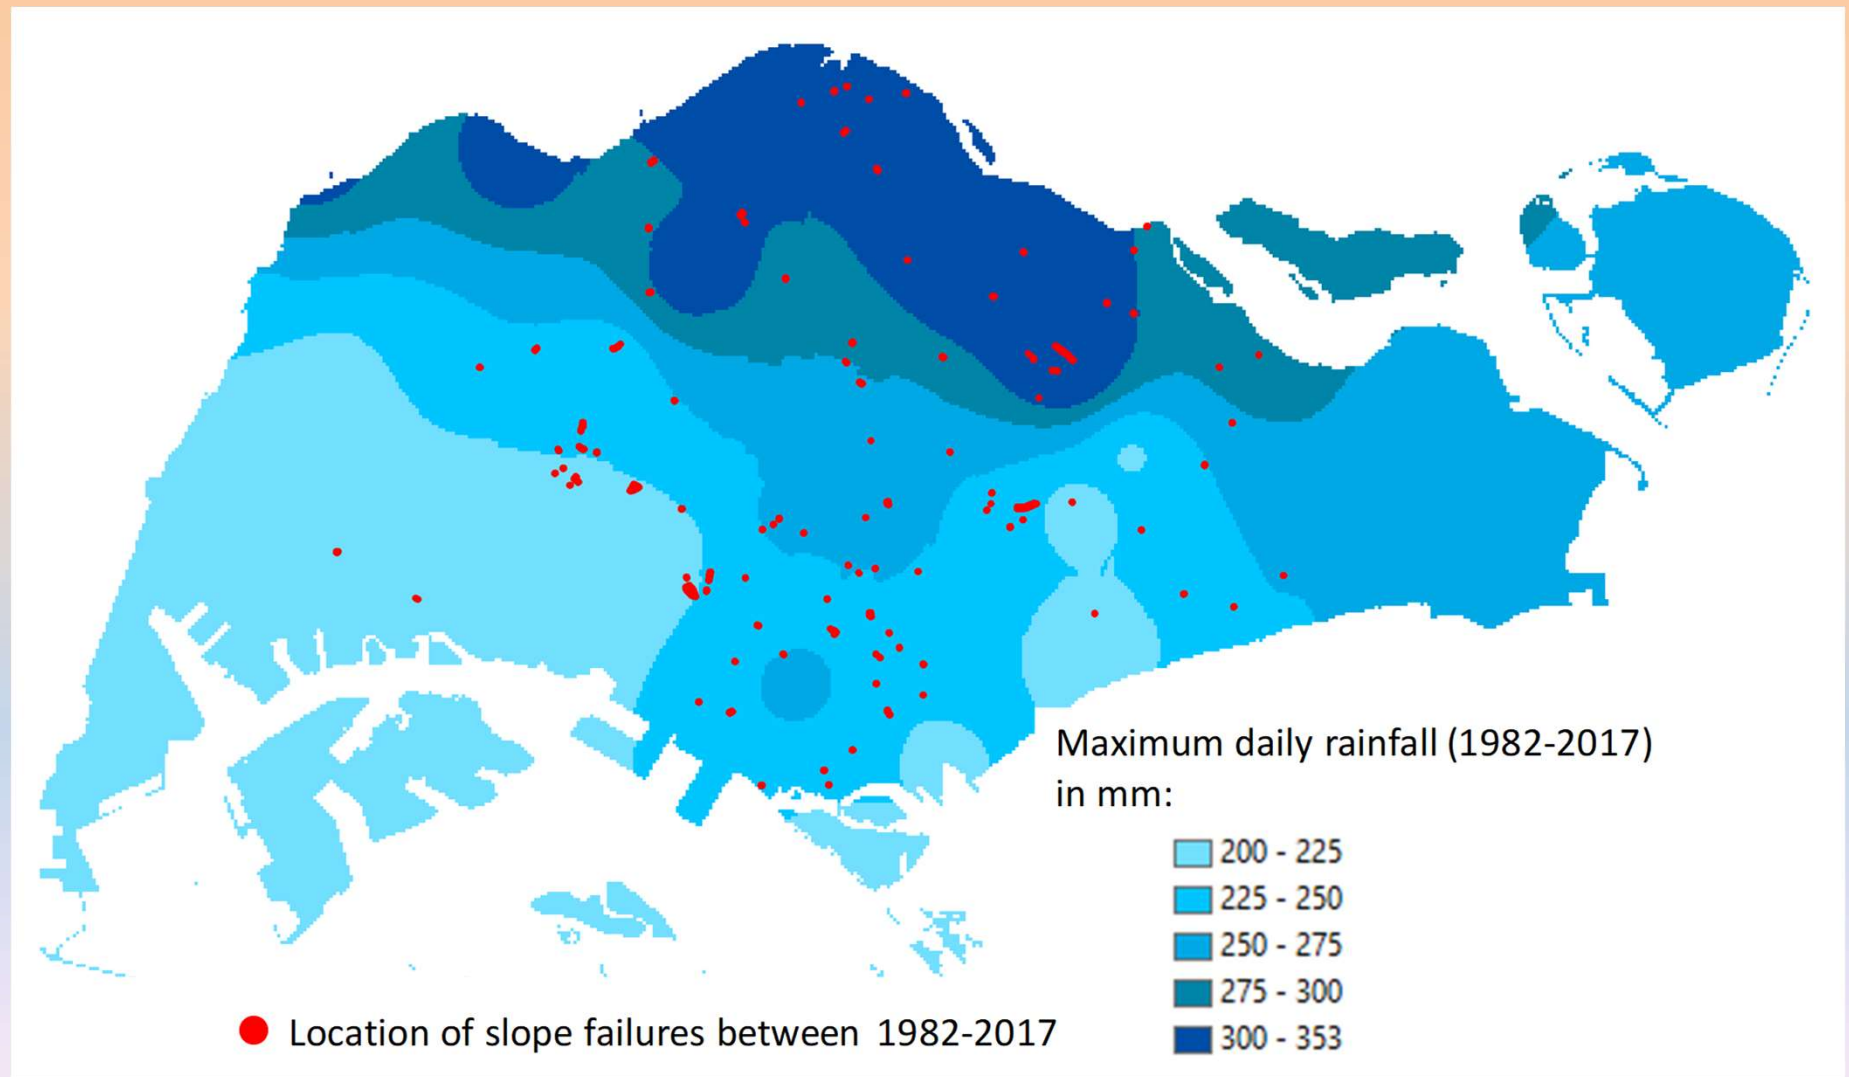 Maximum daily rainfall (1982-2017)
in mm:
200 - 225
225 - 250
250 - 275
275 - 300
300 - 353
Location of slope failures between 1982-2017